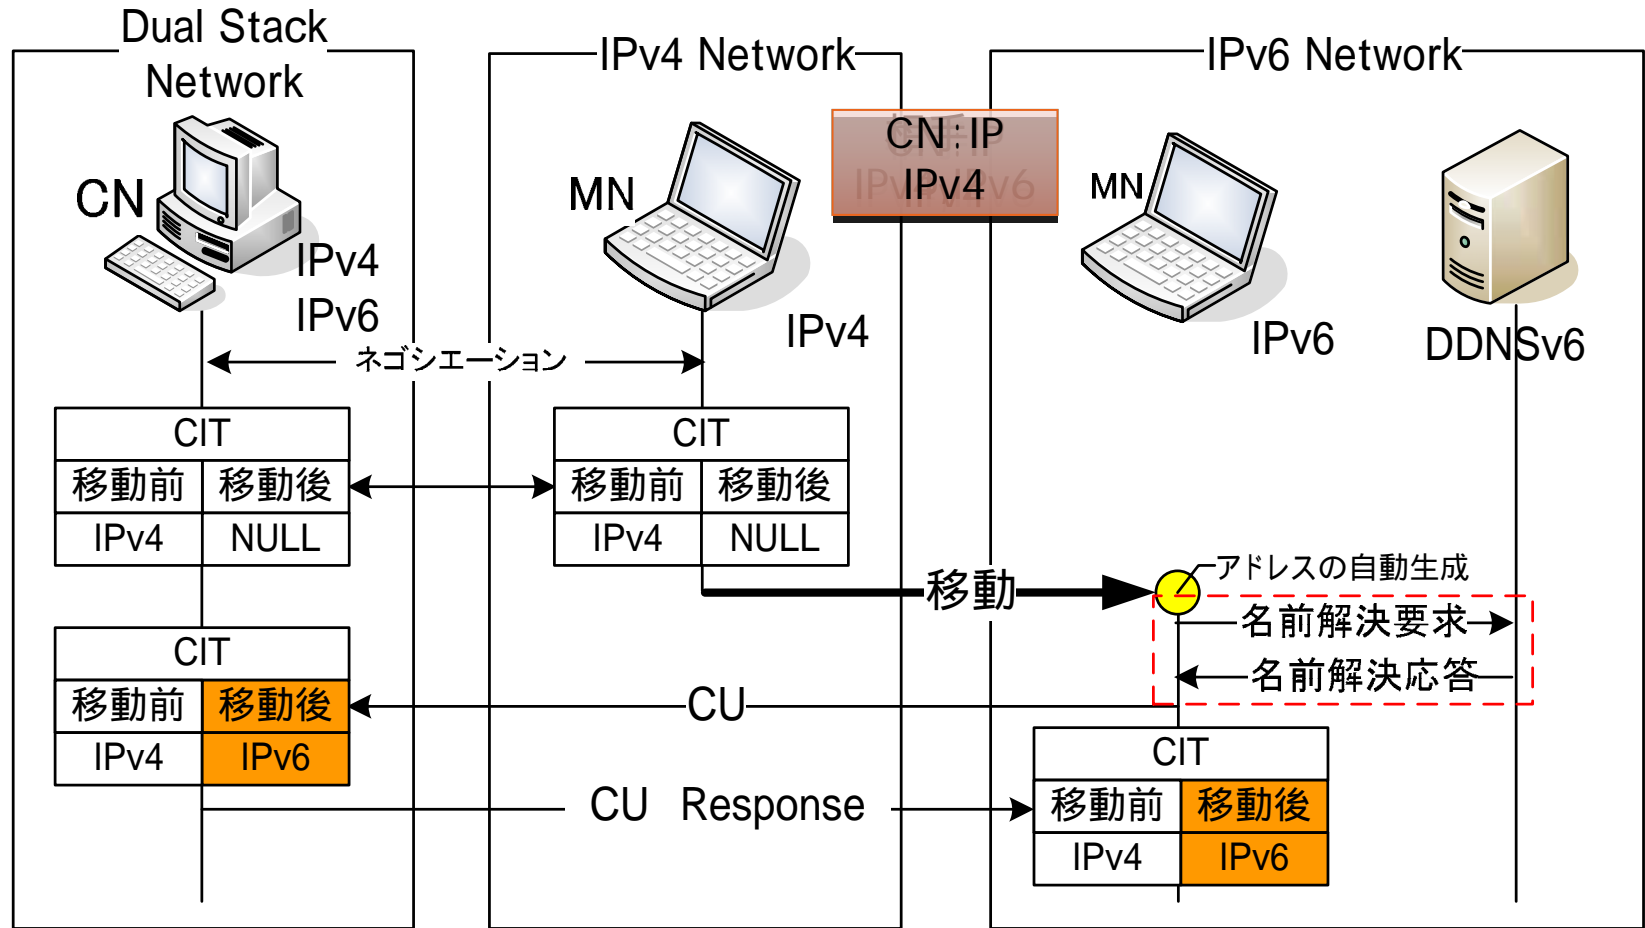 Dual Stack
Network
IPv4 Network
IPv6 Network
CN:IP
IPv4
CN
IPv4
IPv6
MN
IPv4
MN
IPv6
DDNSv6
ネゴシエーション
CIT
移動前 移動後
IPv4 NULL
CIT
移動前 移動後
IPv4 NULL
移動
アドレスの自動生成
名前解決要求
名前解決応答
CIT
移動前 移動後
IPv4 IPv6
CU
CU Response
CIT
移動前 移動後
IPv4 IPv6